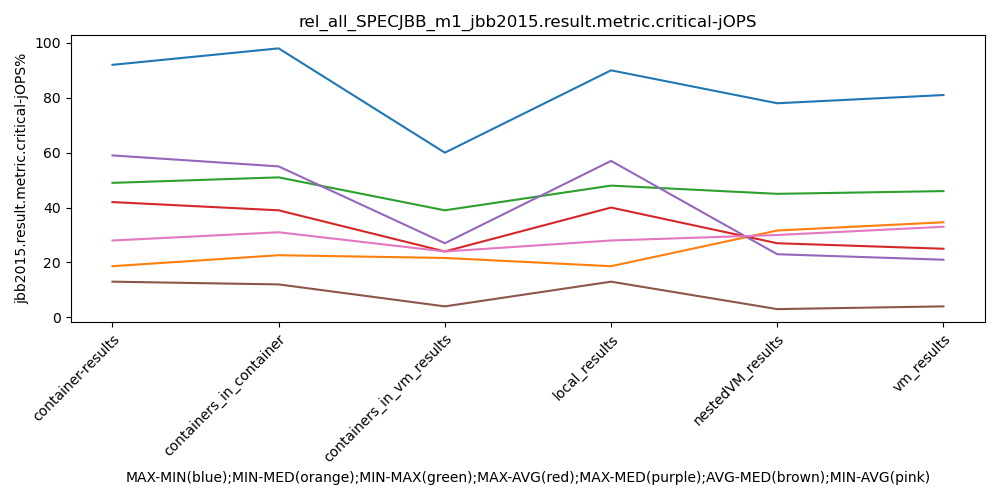 rel_all_SPECJBB_m1_jbb2015.result.metric.critical-jOPS
jbb2015.result.metric.critical-jOPS%
100
80
60
40
20
0
container-results
containers_in_container
containers_in_vm_results
local_results
nestedVM_results
vm_results
MAX-MIN(blue);MIN-MED(orange);MIN-MAX(green);MAX-AVG(red);MAX-MED(purple);AVG-MED(brown);MIN-AVG(pink)